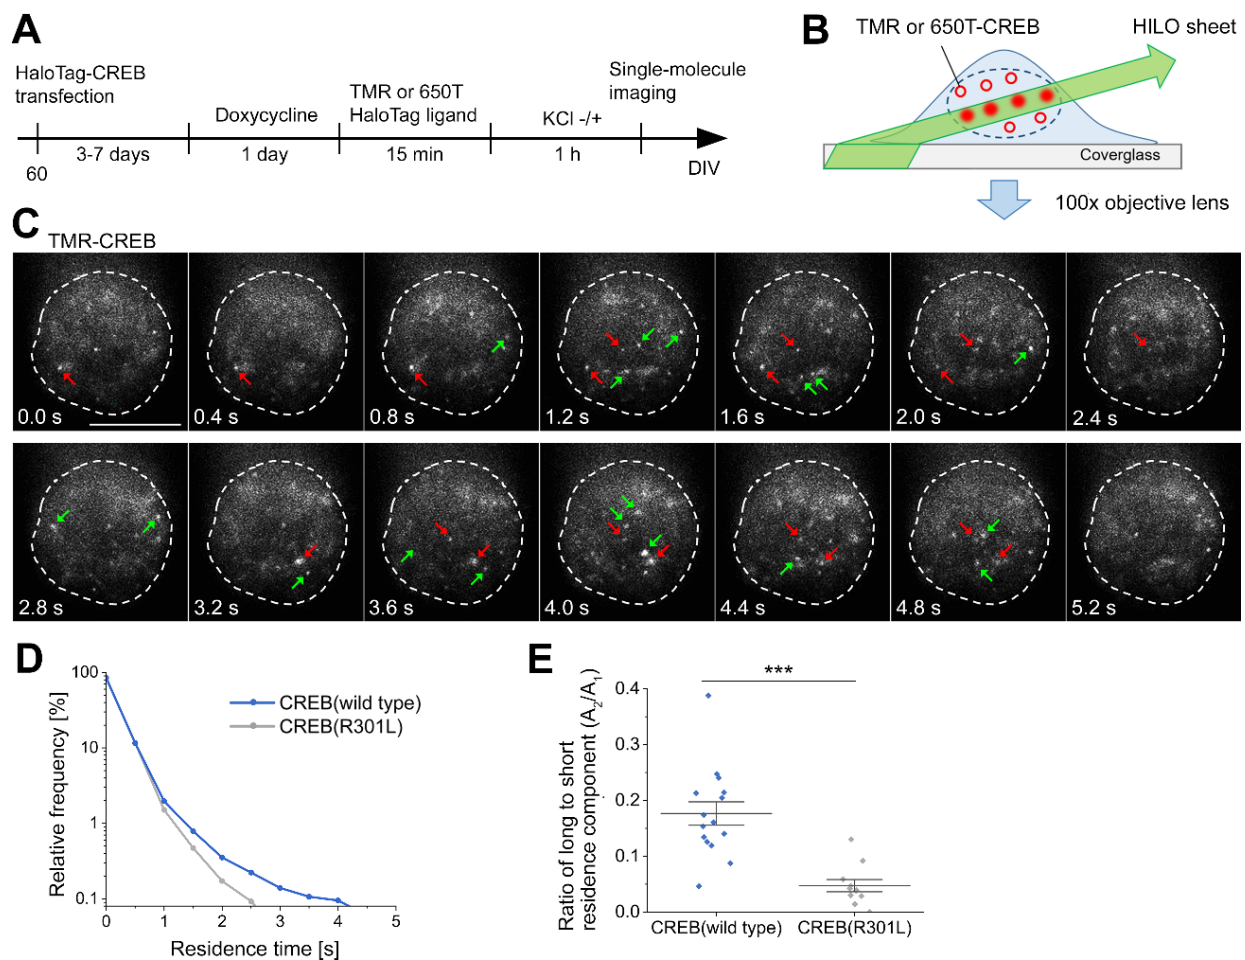 A
HaloTag-CREB
transfection
Doxycycline
TMR or 650T
HaloTag ligand
KCl -/+
Single-molecule
imaging
60
3-7 days
1 day
15 min
1 h
DIV
B
TMR or 650T-CREB
HILO sheet
Coverglass
100x objective lens
C
TMR-CREB
0.0 s
0.4 s
0.8 s
1.2 s
1.6 s
2.0 s
2.4 s
2.8 s
3.2 s
3.6 s
4.0 s
4.4 s
4.8 s
5.2 s
D
Relative frequency [%]
100
10
1
0.1
0
1
2
3
4
5
Residence time [s]
CREB(wild type)
CREB(R301L)
E
Ratio of long to short
residence component (A₂/A₁)
0.4
0.3
0.2
0.1
0.0
***
CREB(wild type)
CREB(R301L)